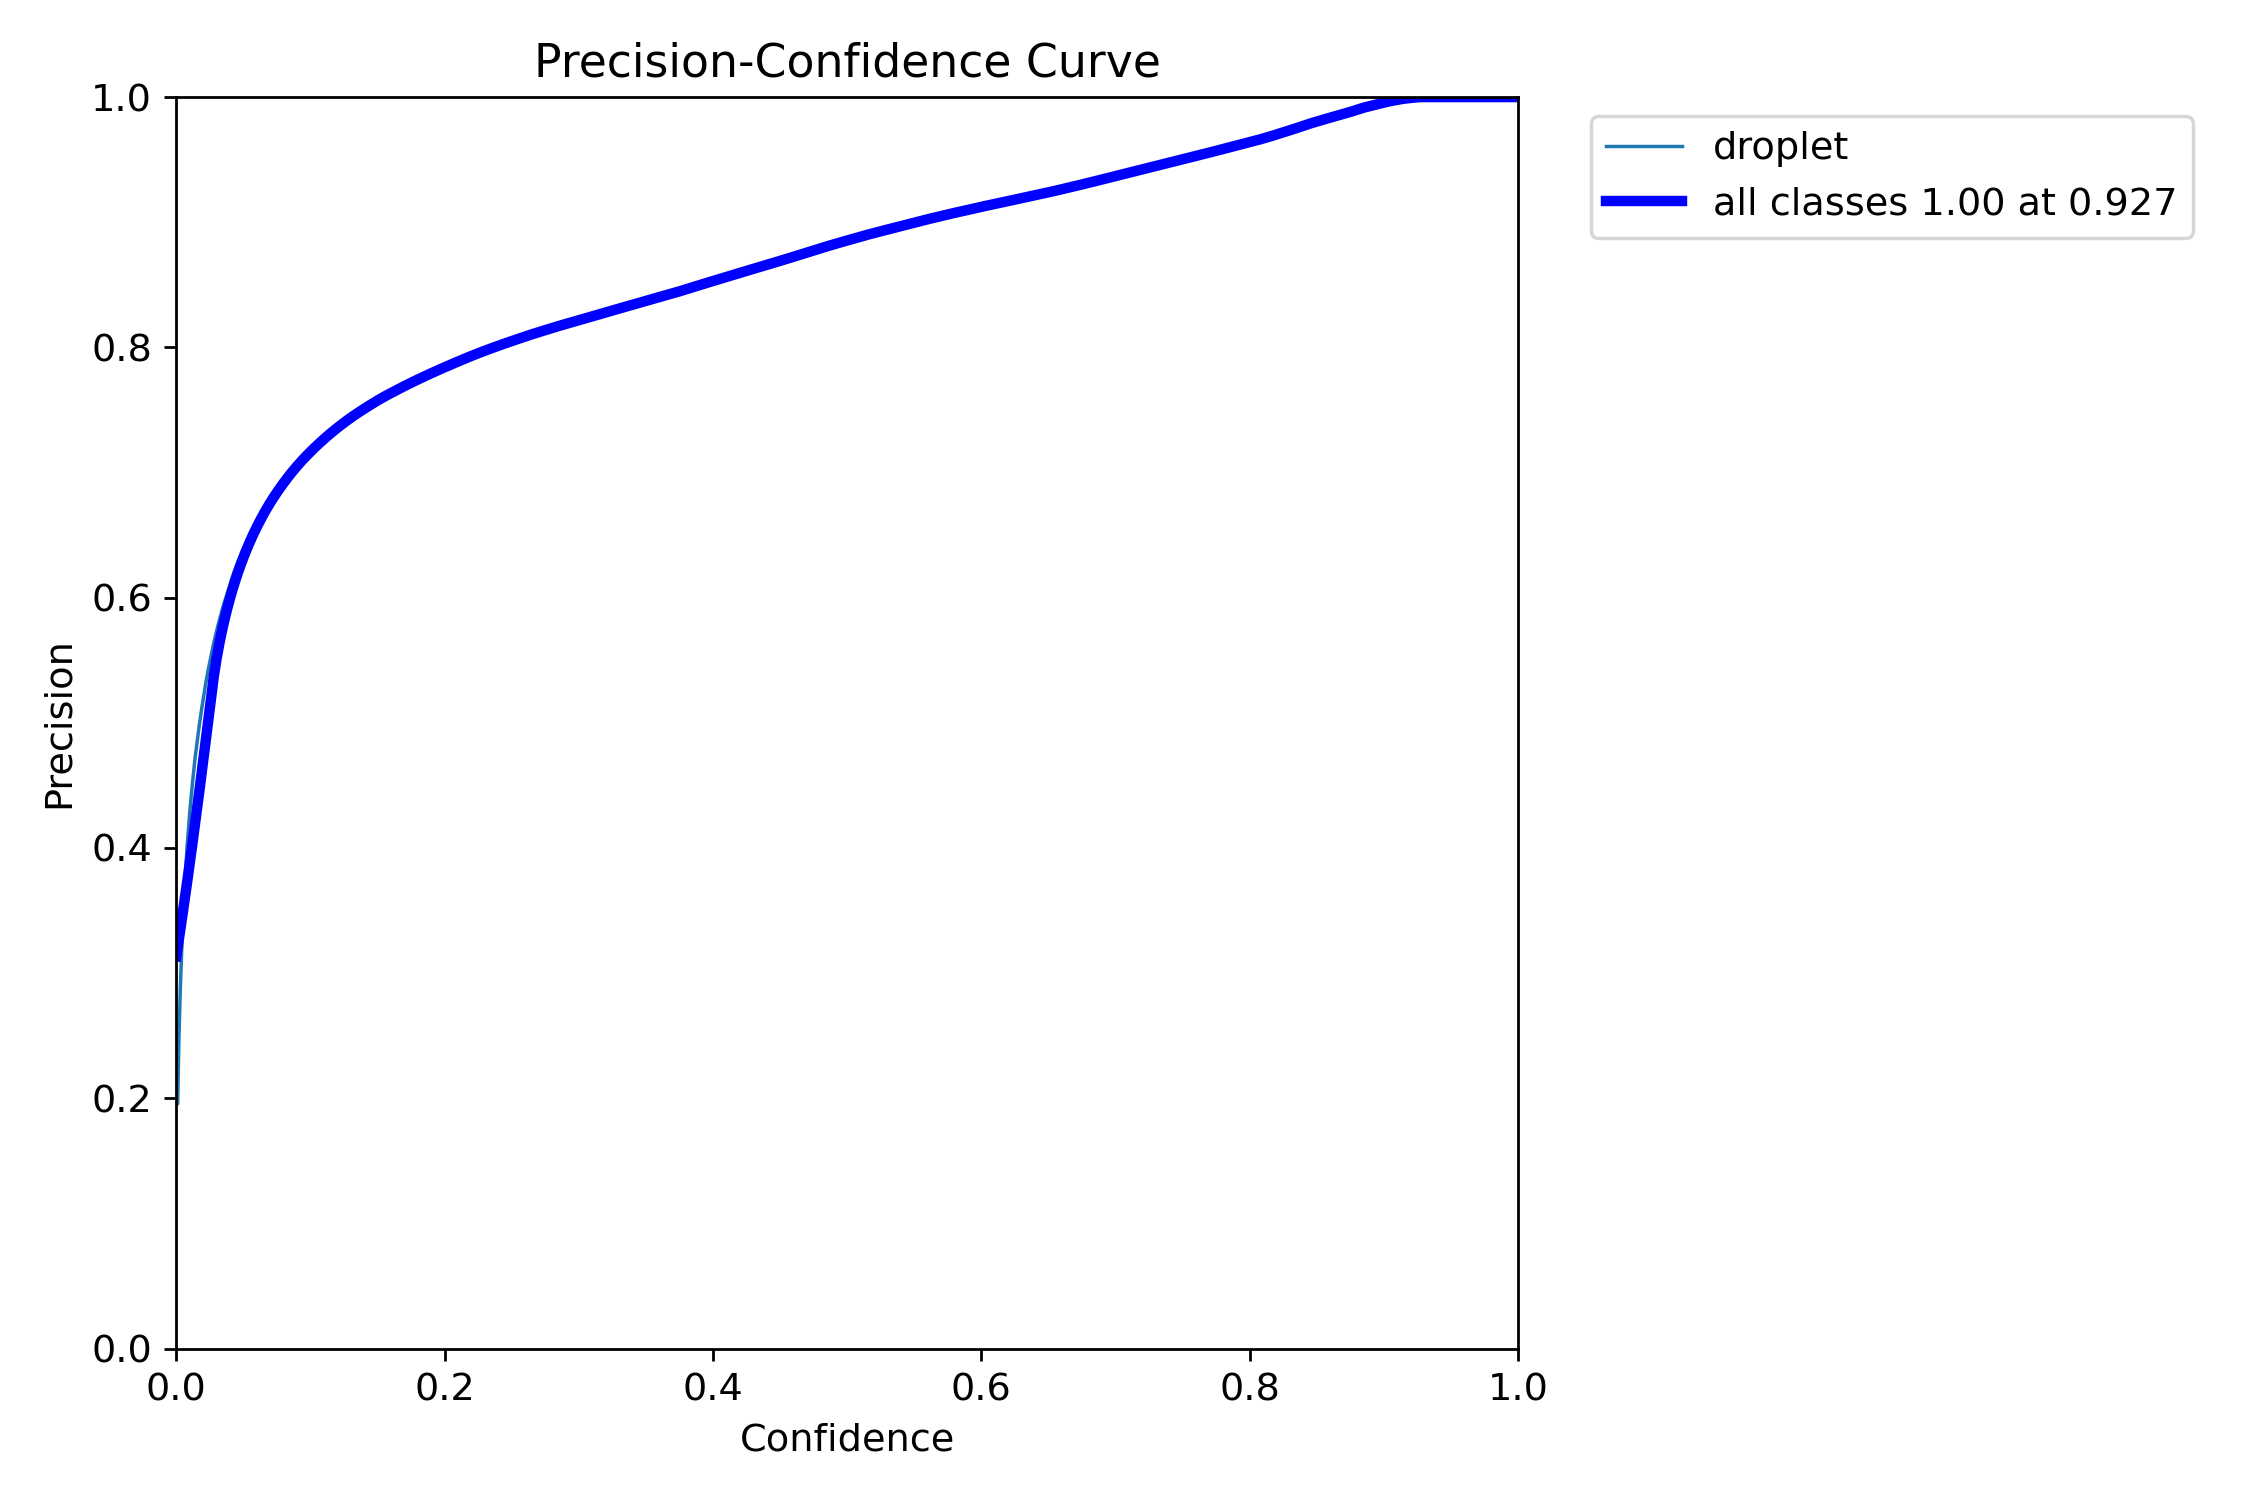 Precision-Confidence Curve
1.0
0.8
0.6
0.4
0.2
0.0
Precision
0.0 0.2 0.4 0.6 0.8 1.0
Confidence
droplet
all classes 1.00 at 0.927